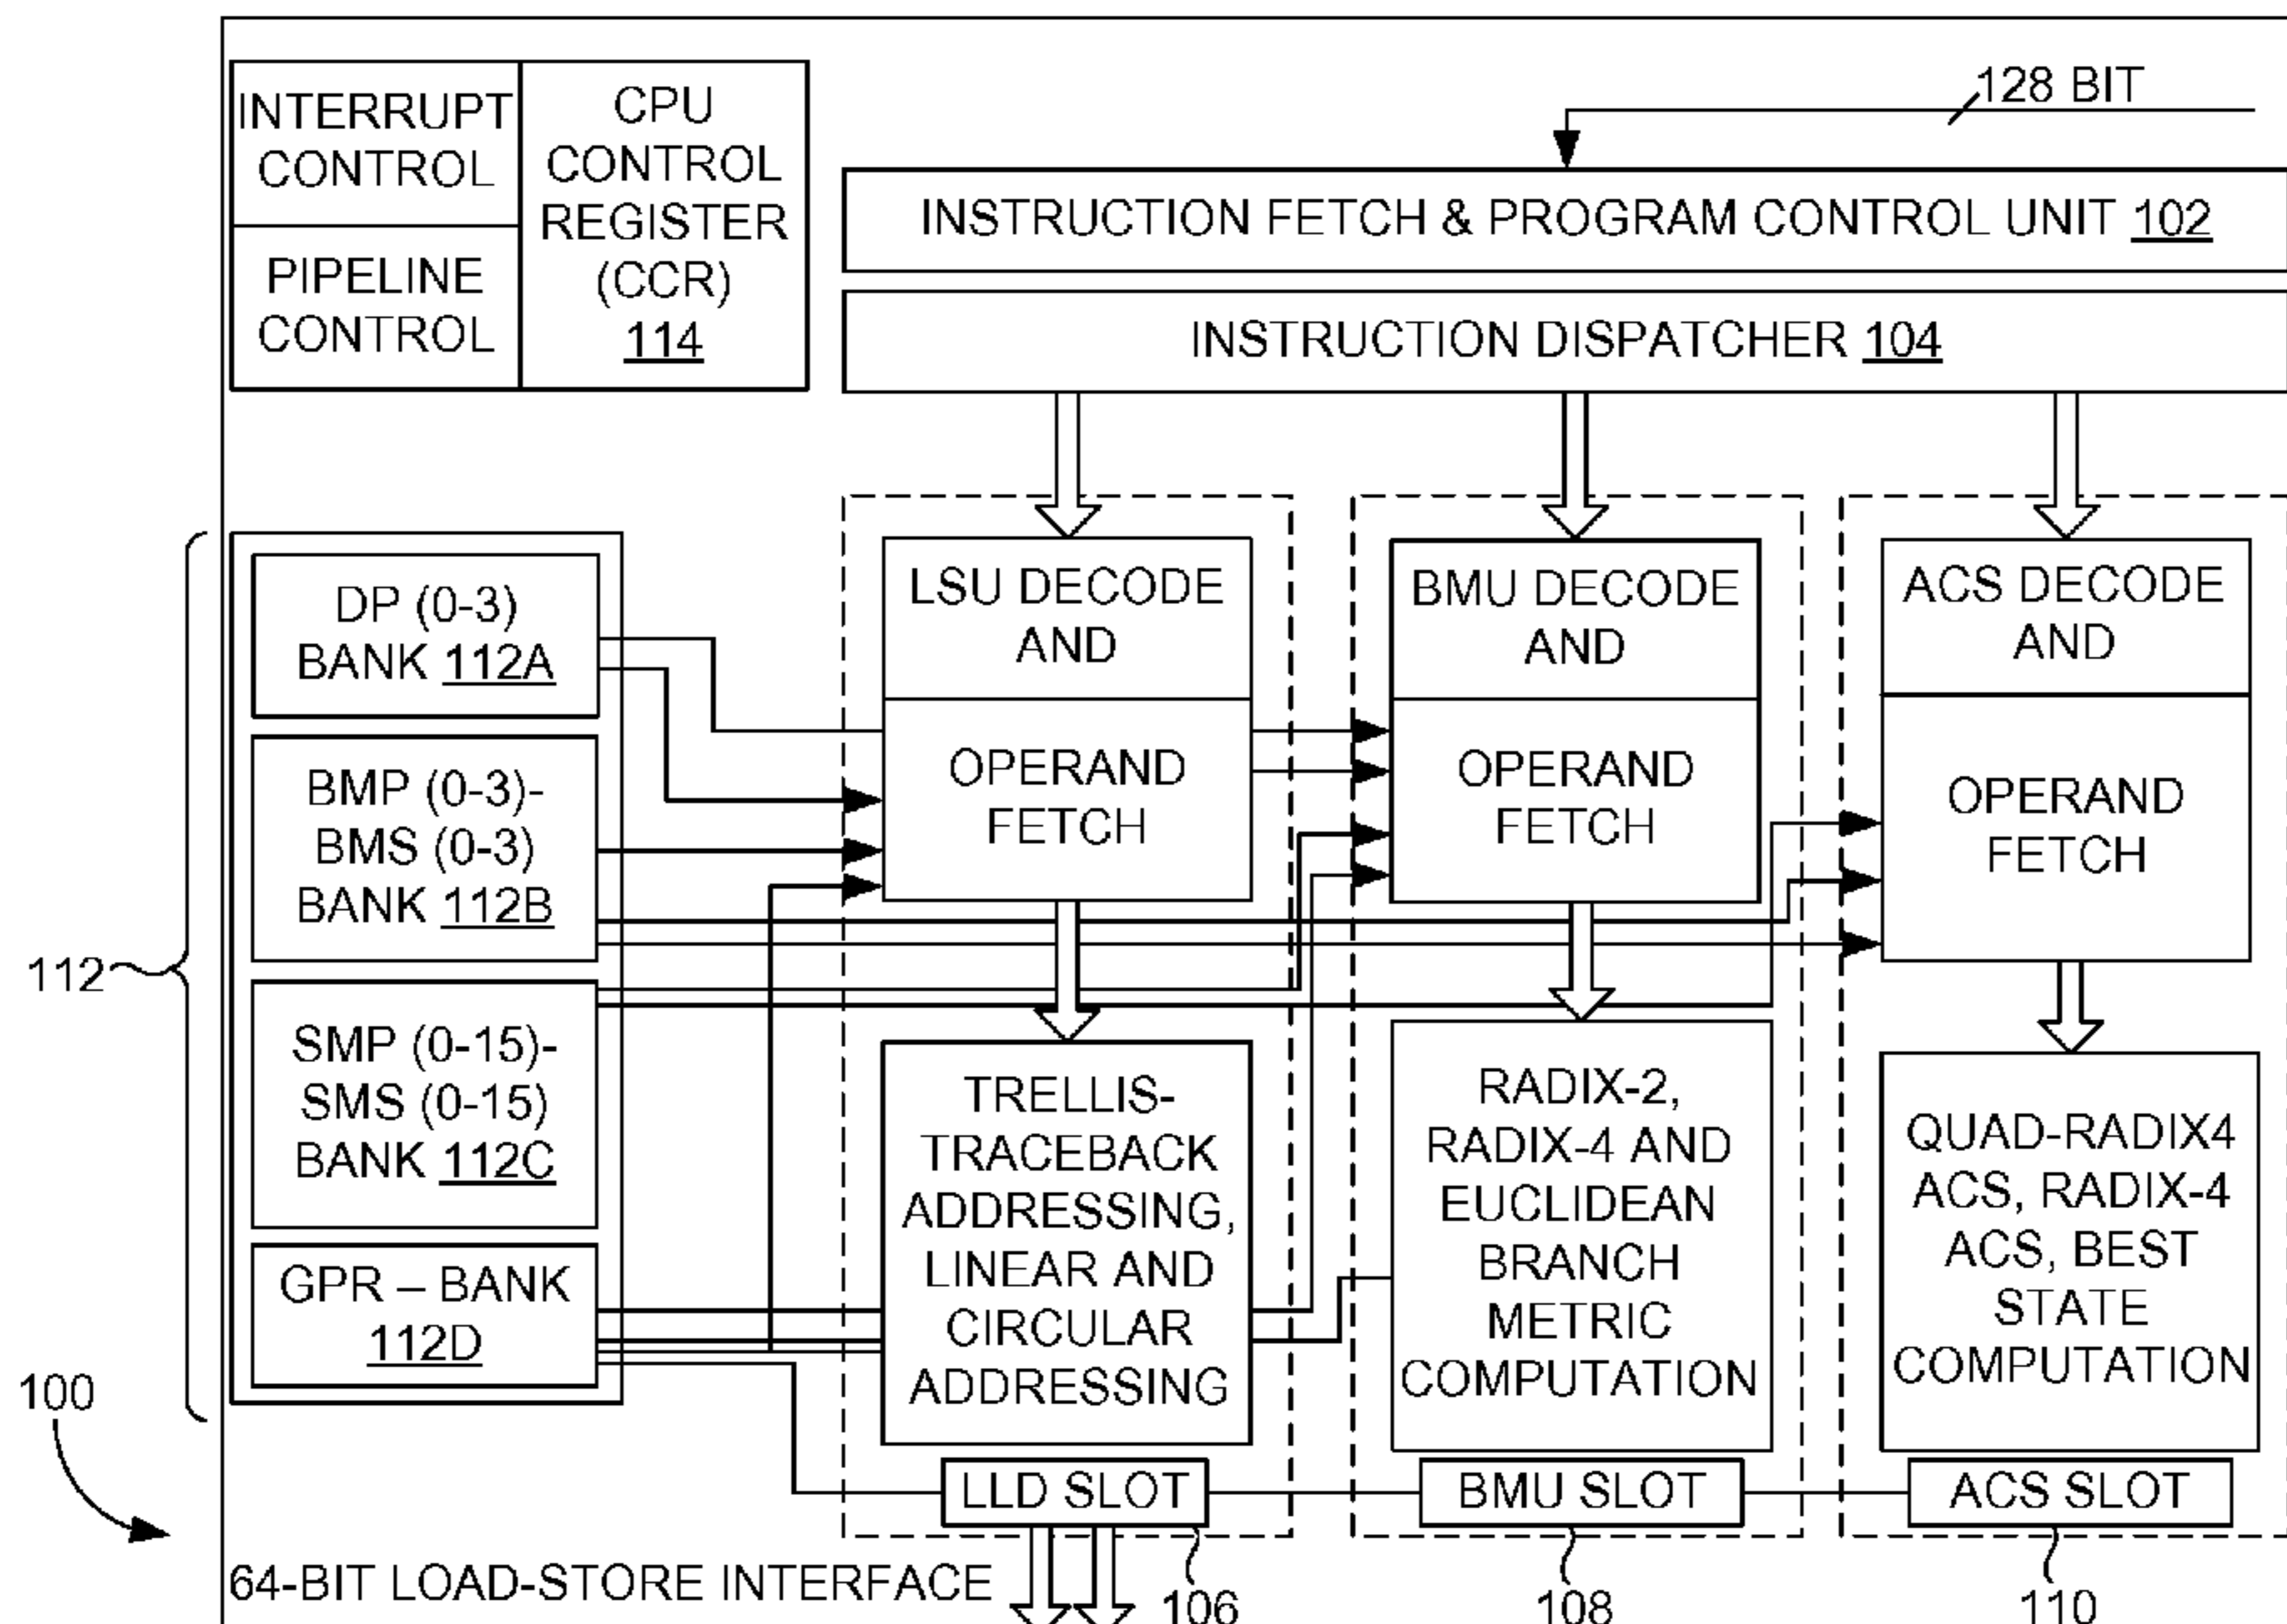 INTERRUPT
CONTROL
PIPELINE
CONTROL
CPU
CONTROL
REGISTER
(CCR)
114
128 BIT
INSTRUCTION FETCH & PROGRAM CONTROL UNIT 102
INSTRUCTION DISPATCHER 104
112
DP (0-3)
BANK 112A
BMP (0-3)-
BMS (0-3)
BANK 112B
SMP (0-15)-
SMS (0-15)
BANK 112C
GPR – BANK
112D
LSU DECODE
AND
OPERAND
FETCH
TRELLIS-
TRACEBACK
ADDRESSING,
LINEAR AND
CIRCULAR
ADDRESSING
LLD SLOT
106
BMU DECODE
AND
OPERAND
FETCH
RADIX-2,
RADIX-4 AND
EUCLIDEAN
BRANCH
METRIC
COMPUTATION
BMU SLOT
108
ACS DECODE
AND
OPERAND
FETCH
QUAD-RADIX4
ACS, RADIX-4
ACS, BEST
STATE
COMPUTATION
ACS SLOT
110
100
64-BIT LOAD-STORE INTERFACE